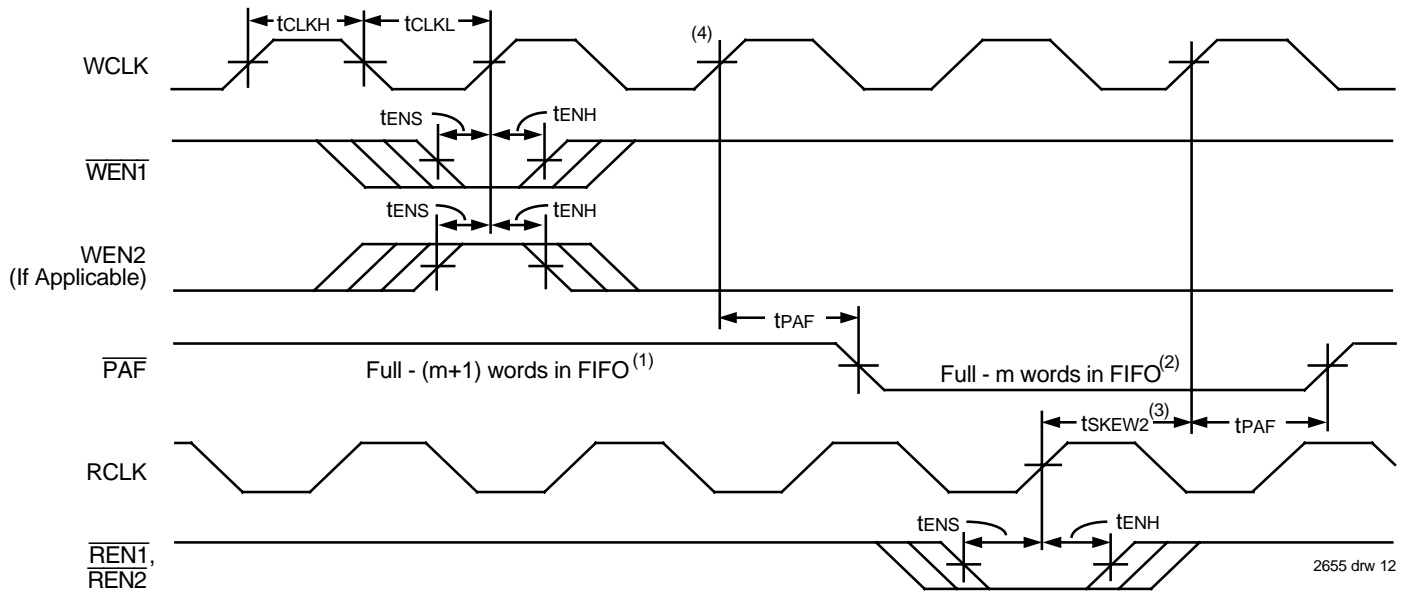 tCLKH tCLKL
(4)
WCLK
tENS tENH
WEN1
tENS tENH
WEN2
(If Applicable)
tPAF
PAF
Full - (m+1) words in FIFO(1)
Full - m words in FIFO(2)
tSKEW2(3) tPAF
RCLK
tENS tENH
REN1,
REN2
2655 drw 12